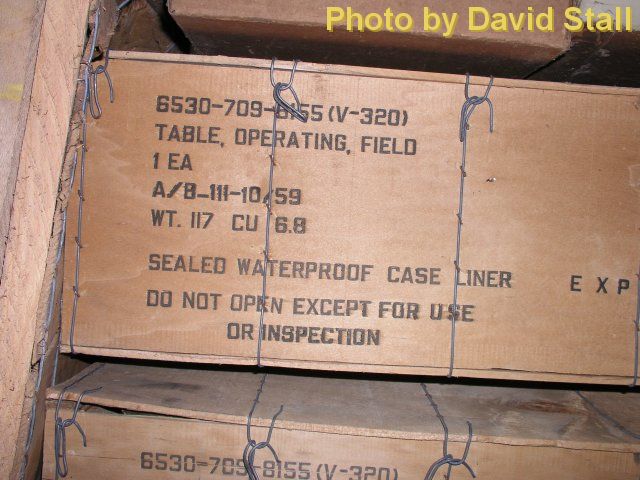 Photo by David Stall
6530-709-8155 (V-320)
TABLE, OPERATING, FIELD
1 EA
A/B-111-10/59
WT. 117 CU 6.8
SEALED WATERPROOF CASE LINER
EXP
DO NOT OPEN EXCEPT FOR USE
OR INSPECTION
6530-709-8155 (V-320)